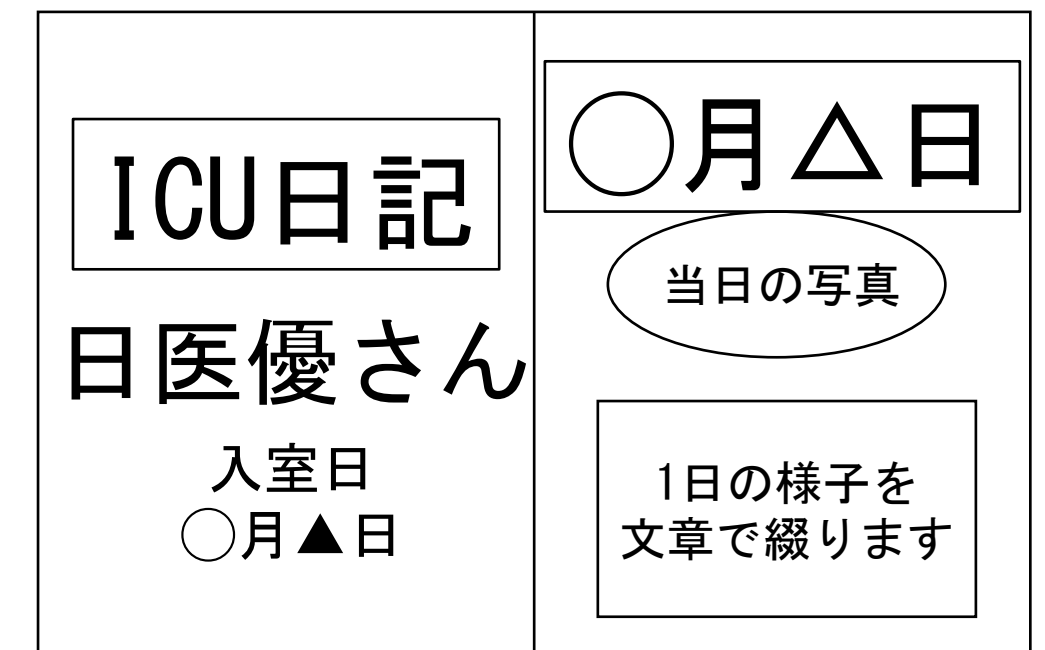 ICU日記
日医優さん
入室日
◯月▲日
◯月△日
当日の写真
1日の様子を
文章で綴ります